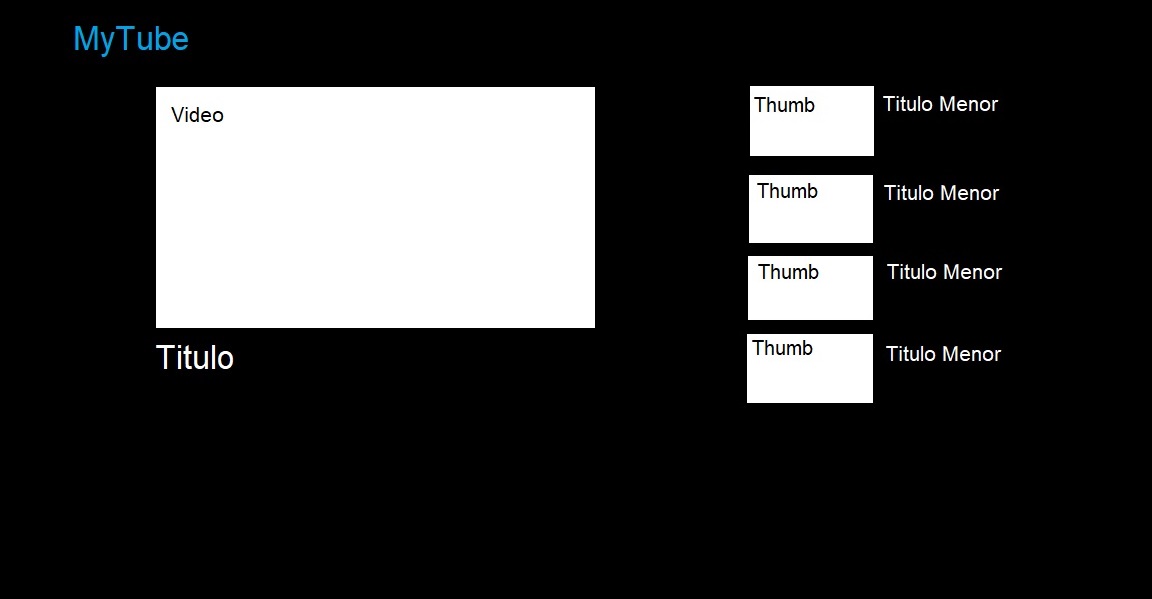 MyTube
Video
Titulo
Thumb
Titulo Menor
Thumb
Titulo Menor
Thumb
Titulo Menor
Thumb
Titulo Menor